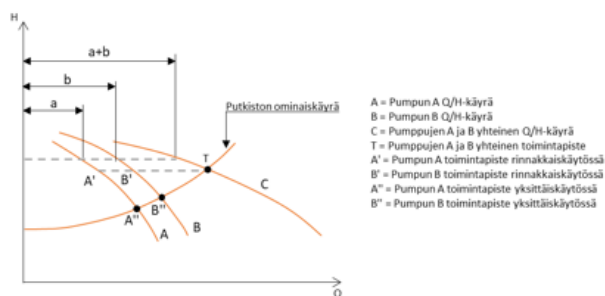 H
a+b
b
a
Putkiston ominaiskäyrä
T
A'
B'
C
A''
B''
A
B
Q
A = Pumpun A Q/H-käyrä
B = Pumpun B Q/H-käyrä
C = Pumppujen A ja B yhteinen Q/H-käyrä
T = Pumppujen A ja B yhteinen toimintapiste
A' = Pumpun A toimintapiste rinnakkaiskäytössä
B' = Pumpun B toimintapiste rinnakkaiskäytössä
A'' = Pumpun A toimintapiste yksittäiskäytössä
B'' = Pumpun B toimintapiste yksittäiskäytössä